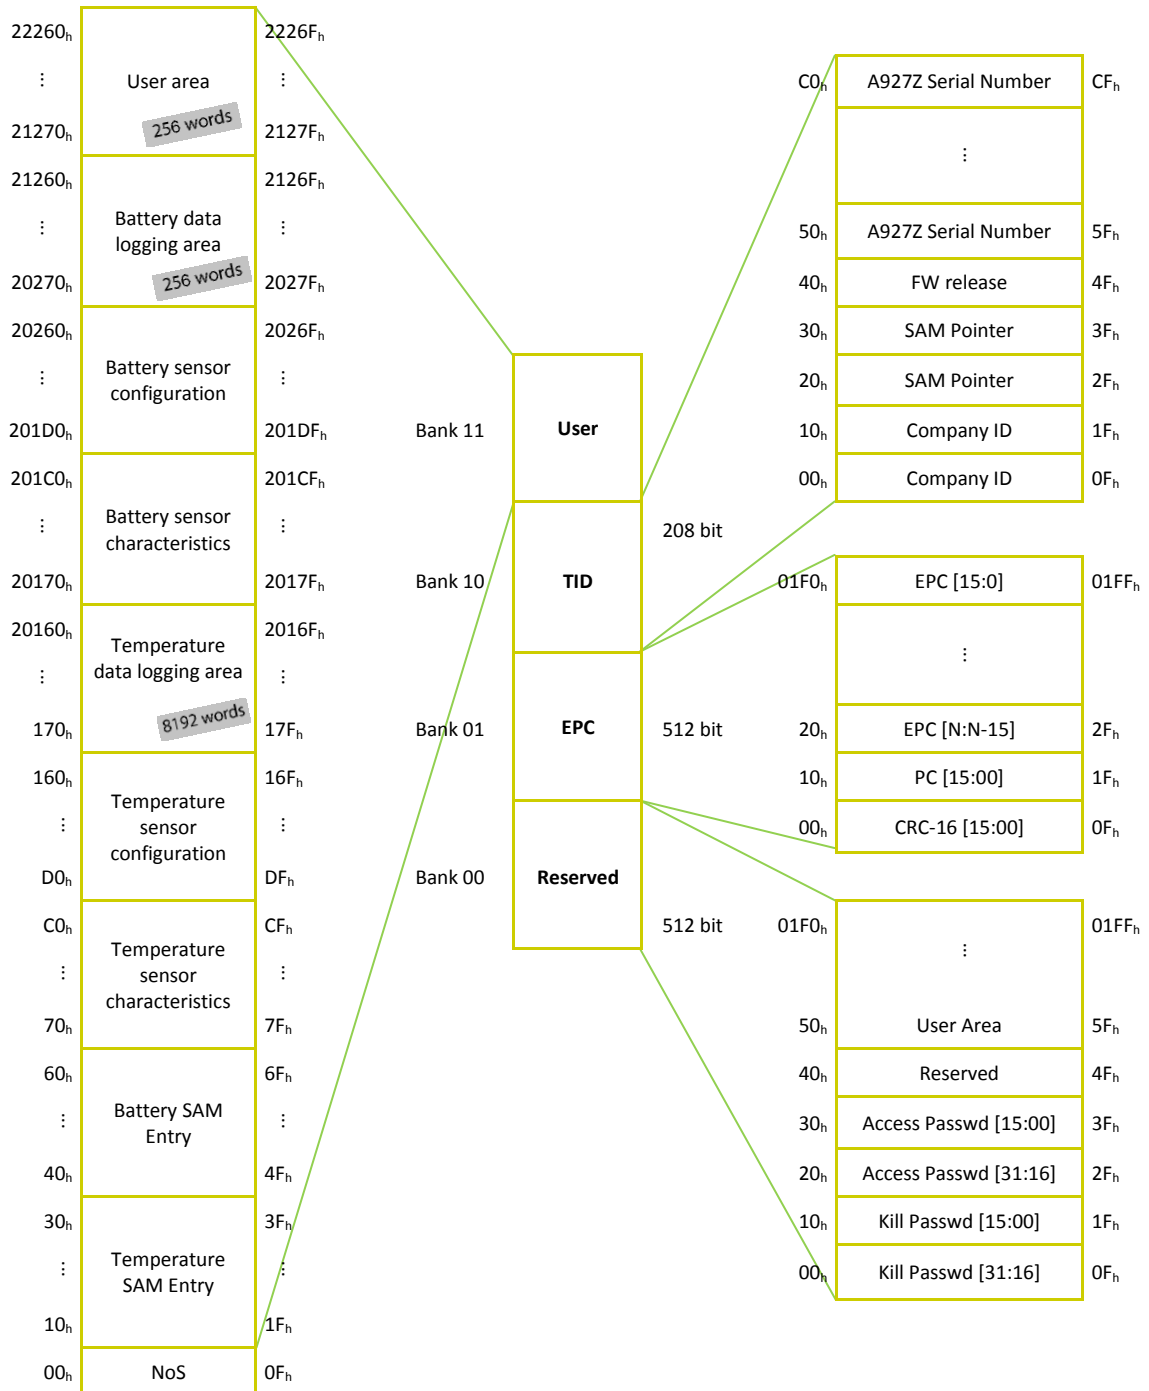 22260h 2226Fh
⋮ User area ⋮
256 words
21270h 2127Fh
21260h 2126Fh
⋮ Battery data ⋮
logging area
256 words
20270h 2027Fh
20260h 2026Fh
⋮ Battery sensor ⋮
configuration
201D0h 201DFh
201C0h 201CFh
⋮ Battery sensor ⋮
characteristics
20170h 2017Fh
20160h 2016Fh
Temperature
⋮ data logging area ⋮
8192 words
170h 17Fh
160h 16Fh
Temperature
⋮ sensor ⋮
configuration
D0h DFh
C0h CFh
Temperature
⋮ sensor ⋮
characteristics
70h 7Fh
60h 6Fh
⋮ Battery SAM ⋮
Entry
40h 4Fh
30h 3Fh
Temperature
⋮ SAM Entry ⋮
10h 1Fh
00h NoS 0Fh
Bank 11 User
208 bit
Bank 10 TID
Bank 01 EPC 512 bit
Bank 00 Reserved
512 bit
C0h A927Z Serial Number CFh
⋮
50h A927Z Serial Number 5Fh
40h FW release 4Fh
30h SAM Pointer 3Fh
20h SAM Pointer 2Fh
10h Company ID 1Fh
00h Company ID 0Fh
01F0h EPC [15:0] 01FFh
⋮
20h EPC [N:N-15] 2Fh
10h PC [15:00] 1Fh
00h CRC-16 [15:00] 0Fh
01F0h 01FFh
⋮
50h User Area 5Fh
40h Reserved 4Fh
30h Access Passwd [15:00] 3Fh
20h Access Passwd [31:16] 2Fh
10h Kill Passwd [15:00] 1Fh
00h Kill Passwd [31:16] 0Fh